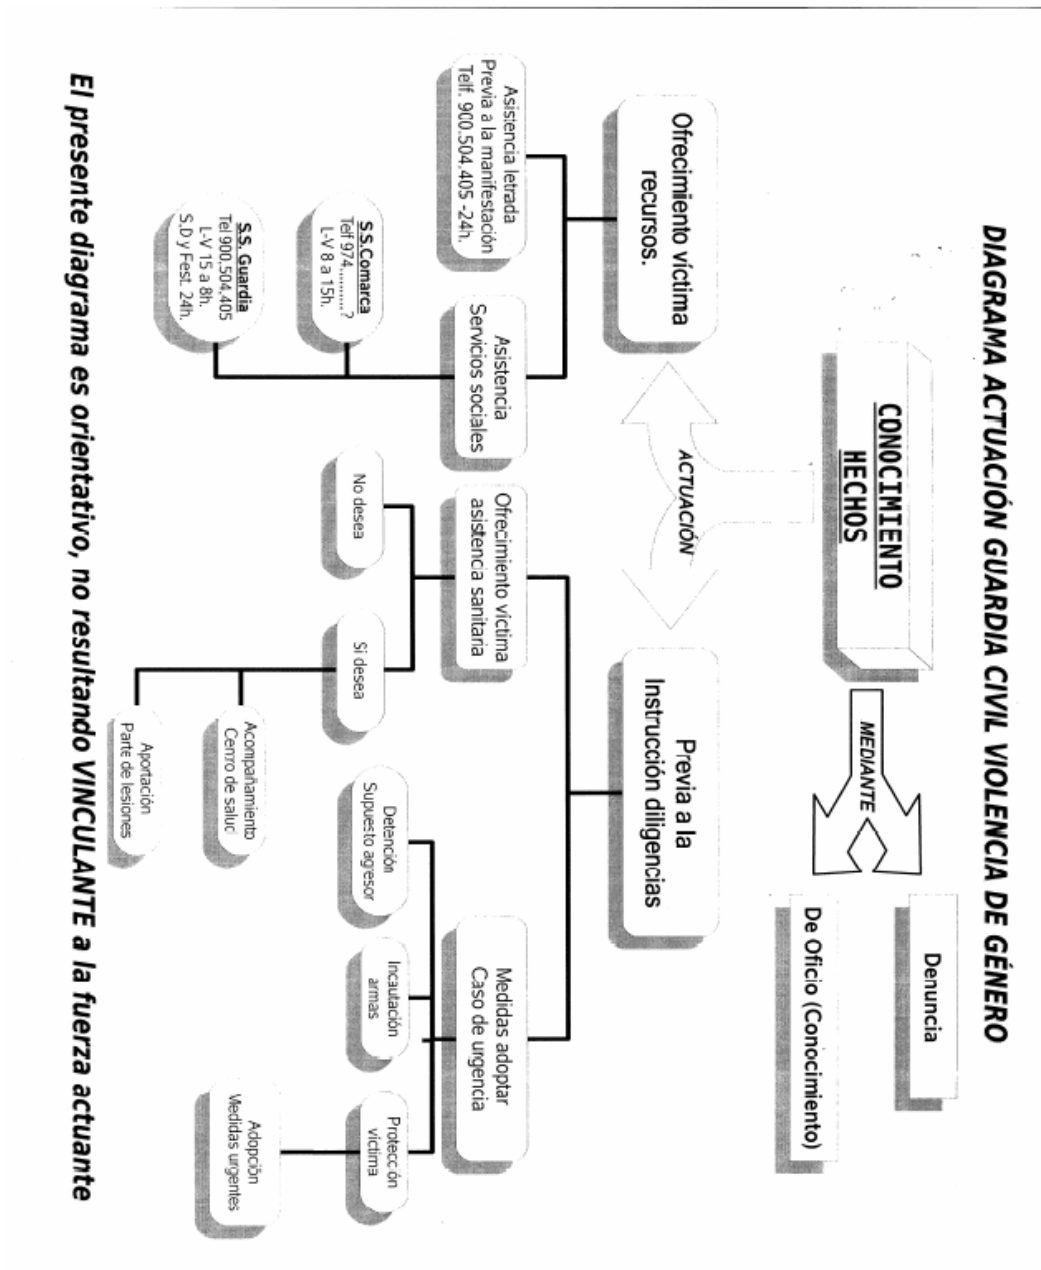 DIAGRAMA ACTUACIÓN GUARDIA CIVIL VIOLENCIA DE GÉNERO
CONOCIMIENTO
HECHOS
MEDIANTE
Denuncia
De Oficio (Conocimiento)
ACTUACIÓN
Ofrecimiento víctima
recursos.
Asistencia letrada
Previa a la manifestación
Telf. 900.504.405 -24h.
Asistencia
Servicios sociales
S.S.Comarca
Telf 974...........?
L-V 8 a 15h.
S.S. Guardia
Tel 900.504.405
L-V 15 a 8h.
S.D y Fest. 24h.
Previa a la
Instrucción diligencias
Ofrecimiento víctima
asistencia sanitaria
No desea
Si desea
Acompañamiento
Centro de salud
Aportación
Parte de lesiones
Medidas adoptar
Caso de urgencia
Detención
Supuesto agresor
Incautación
armas
Protección
víctima
Adopción
Medidas urgentes
El presente diagrama es orientativo, no resultando VINCULANTE a la fuerza actuante